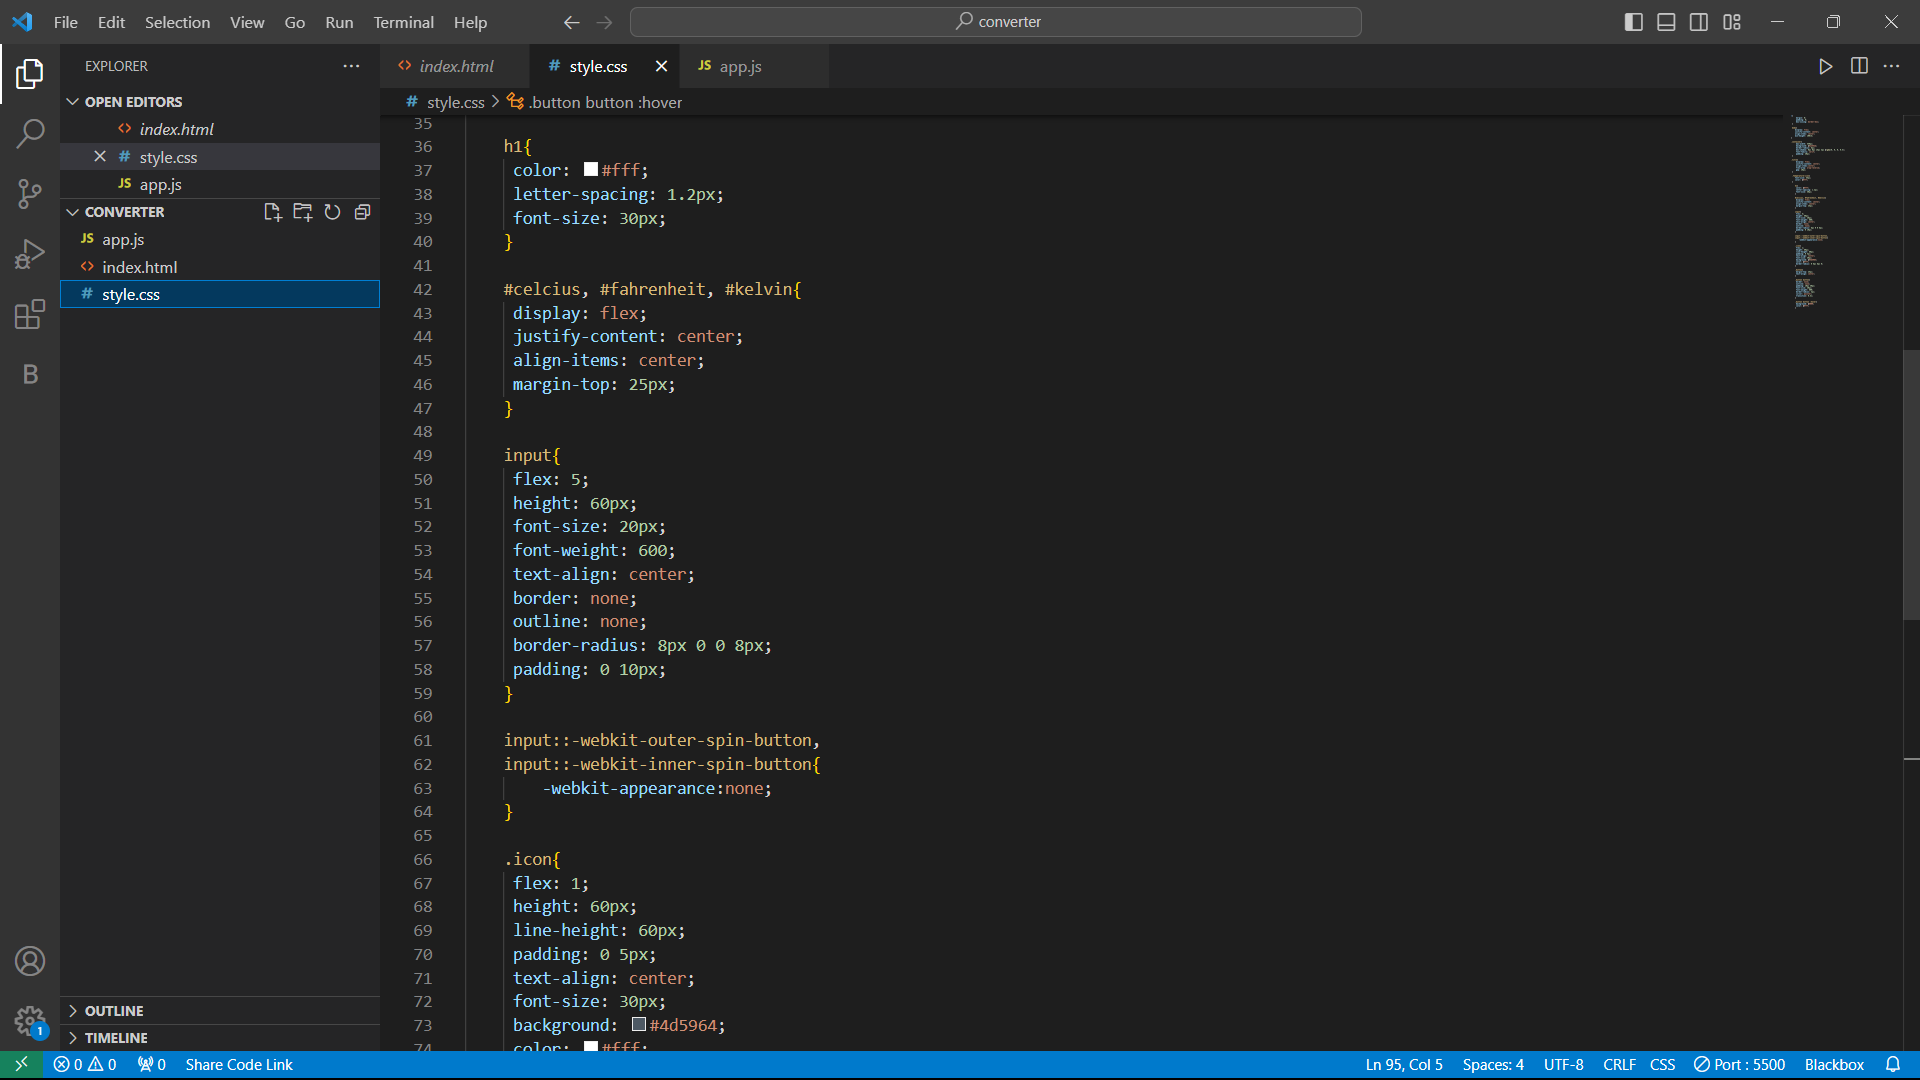 File Edit Selection View Go Run Terminal Help
converter
EXPLORER
index.html
style.css
JS app.js
OPEN EDITORS
index.html
# style.css
JS app.js
CONVERTER
JS app.js
index.html
# style.css
OUTLINE
TIMELINE
# style.css > .button button :hover
35
36 h1{
37 color: #fff;
38 letter-spacing: 1.2px;
39 font-size: 30px;
40 }
41
42 #celcius, #fahrenheit, #kelvin{
43 display: flex;
44 justify-content: center;
45 align-items: center;
46 margin-top: 25px;
47 }
48
49 input{
50 flex: 5;
51 height: 60px;
52 font-size: 20px;
53 font-weight: 600;
54 text-align: center;
55 border: none;
56 outline: none;
57 border-radius: 8px 0 0 8px;
58 padding: 0 10px;
59 }
60
61 input::-webkit-outer-spin-button,
62 input::-webkit-inner-spin-button{
63 -webkit-appearance:none;
64 }
65
66 .icon{
67 flex: 1;
68 height: 60px;
69 line-height: 60px;
70 padding: 0 5px;
71 text-align: center;
72 font-size: 30px;
73 background: #4d5964;
74 color: #fff;
B
1
0 0 0 Share Code Link
Ln 95, Col 5 Spaces: 4 UTF-8 CRLF CSS Port : 5500 Blackbox